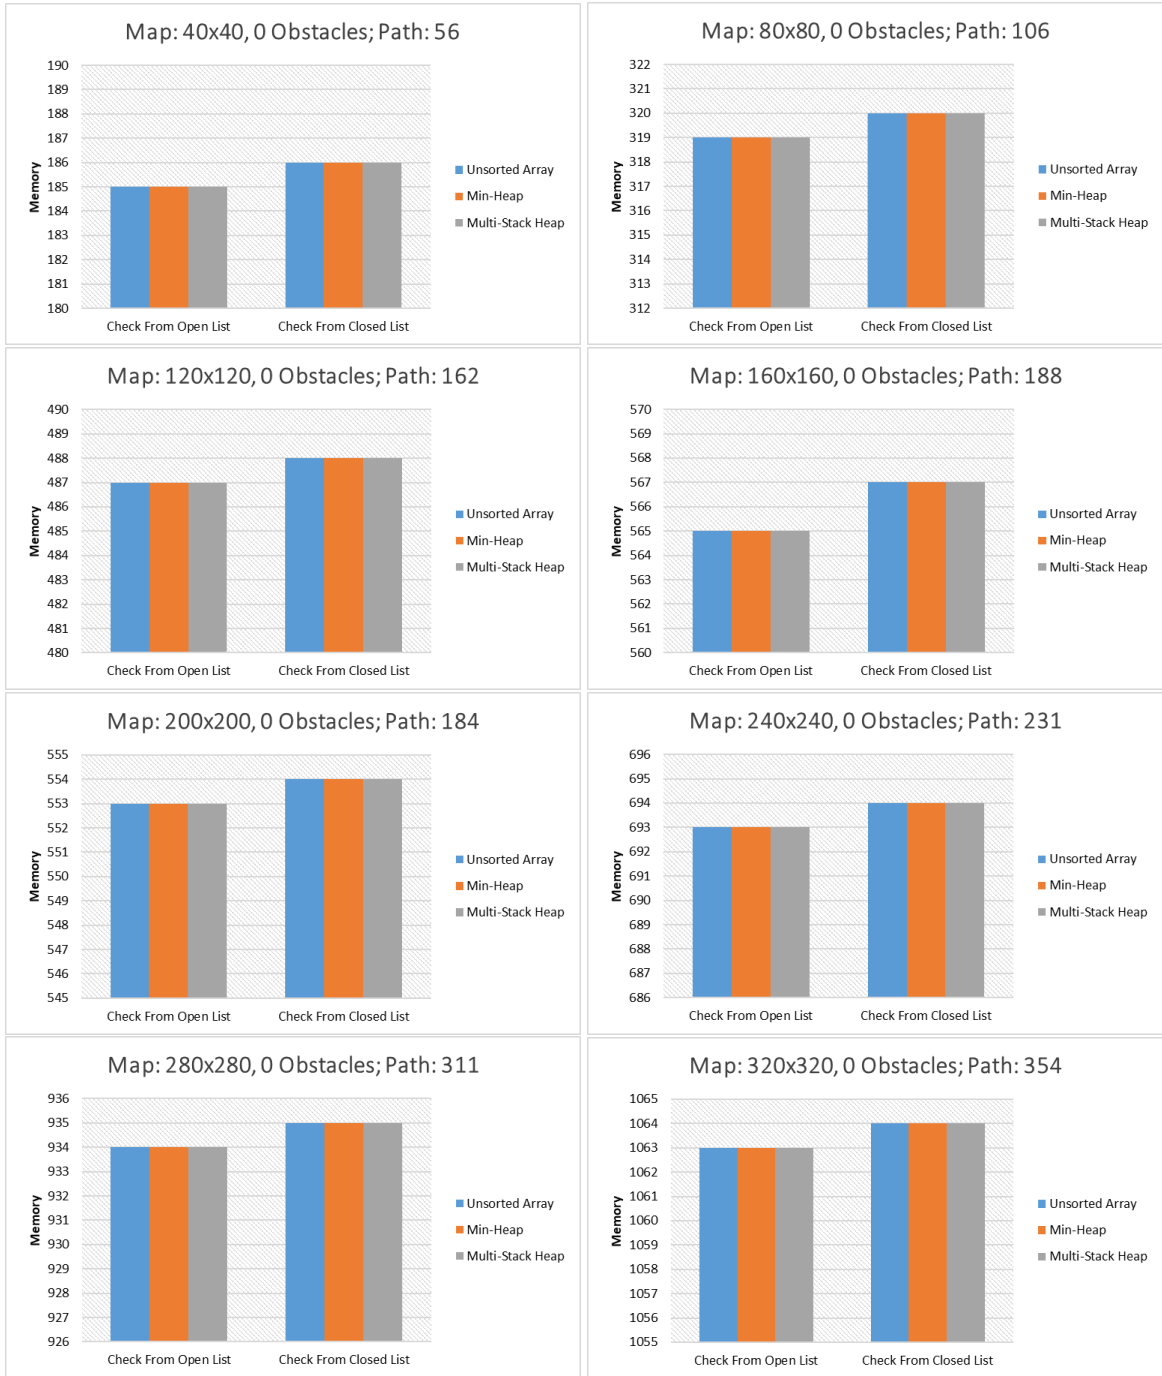 Map: 40x40, 0 Obstacles; Path: 56
190
189
188
187
186
185
184
183
182
181
180
Memory
Check From Open List
Check From Closed List
Unsorted Array
Min-Heap
Multi-Stack Heap
Map: 80x80, 0 Obstacles; Path: 106
322
321
320
319
318
317
316
315
314
313
312
Memory
Check From Open List
Check From Closed List
Unsorted Array
Min-Heap
Multi-Stack Heap
Map: 120x120, 0 Obstacles; Path: 162
490
489
488
487
486
485
484
483
482
481
480
Memory
Check From Open List
Check From Closed List
Unsorted Array
Min-Heap
Multi-Stack Heap
Map: 160x160, 0 Obstacles; Path: 188
570
569
568
567
566
565
564
563
562
561
560
Memory
Check From Open List
Check From Closed List
Unsorted Array
Min-Heap
Multi-Stack Heap
Map: 200x200, 0 Obstacles; Path: 184
555
554
553
552
551
550
549
548
547
546
545
Memory
Check From Open List
Check From Closed List
Unsorted Array
Min-Heap
Multi-Stack Heap
Map: 240x240, 0 Obstacles; Path: 231
696
695
694
693
692
691
690
689
688
687
686
Memory
Check From Open List
Check From Closed List
Unsorted Array
Min-Heap
Multi-Stack Heap
Map: 280x280, 0 Obstacles; Path: 311
936
935
934
933
932
931
930
929
928
927
926
Memory
Check From Open List
Check From Closed List
Unsorted Array
Min-Heap
Multi-Stack Heap
Map: 320x320, 0 Obstacles; Path: 354
1065
1064
1063
1062
1061
1060
1059
1058
1057
1056
1055
Memory
Check From Open List
Check From Closed List
Unsorted Array
Min-Heap
Multi-Stack Heap